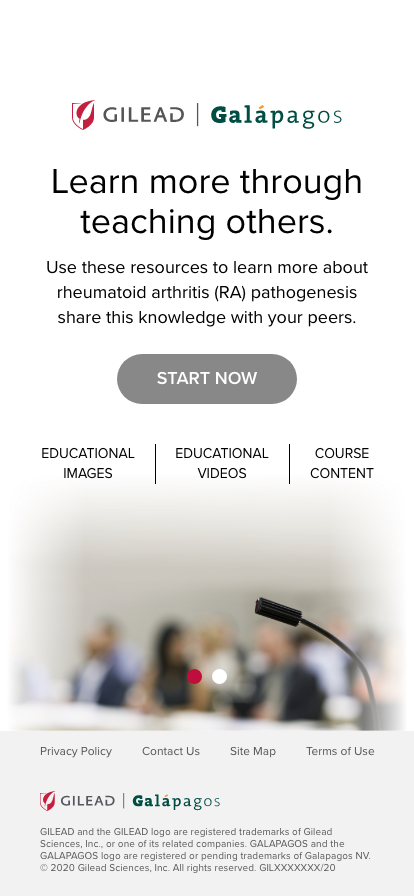 GILEAD | Galápagos
Learn more through
teaching others.
Use these resources to learn more about
rheumatoid arthritis (RA) pathogenesis
share this knowledge with your peers.
START NOW
EDUCATIONAL IMAGES
EDUCATIONAL VIDEOS
COURSE CONTENT
Privacy Policy Contact Us Site Map Terms of Use
GILEAD | Galápagos
GILEAD and the GILEAD logo are registered trademarks of Gilead
Sciences, Inc., or one of its related companies. GALAPAGOS and the
GALAPAGOS logo are registered or pending trademarks of Galapagos NV.
© 2020 Gilead Sciences, Inc. All rights reserved. GILXXXXXXX/20